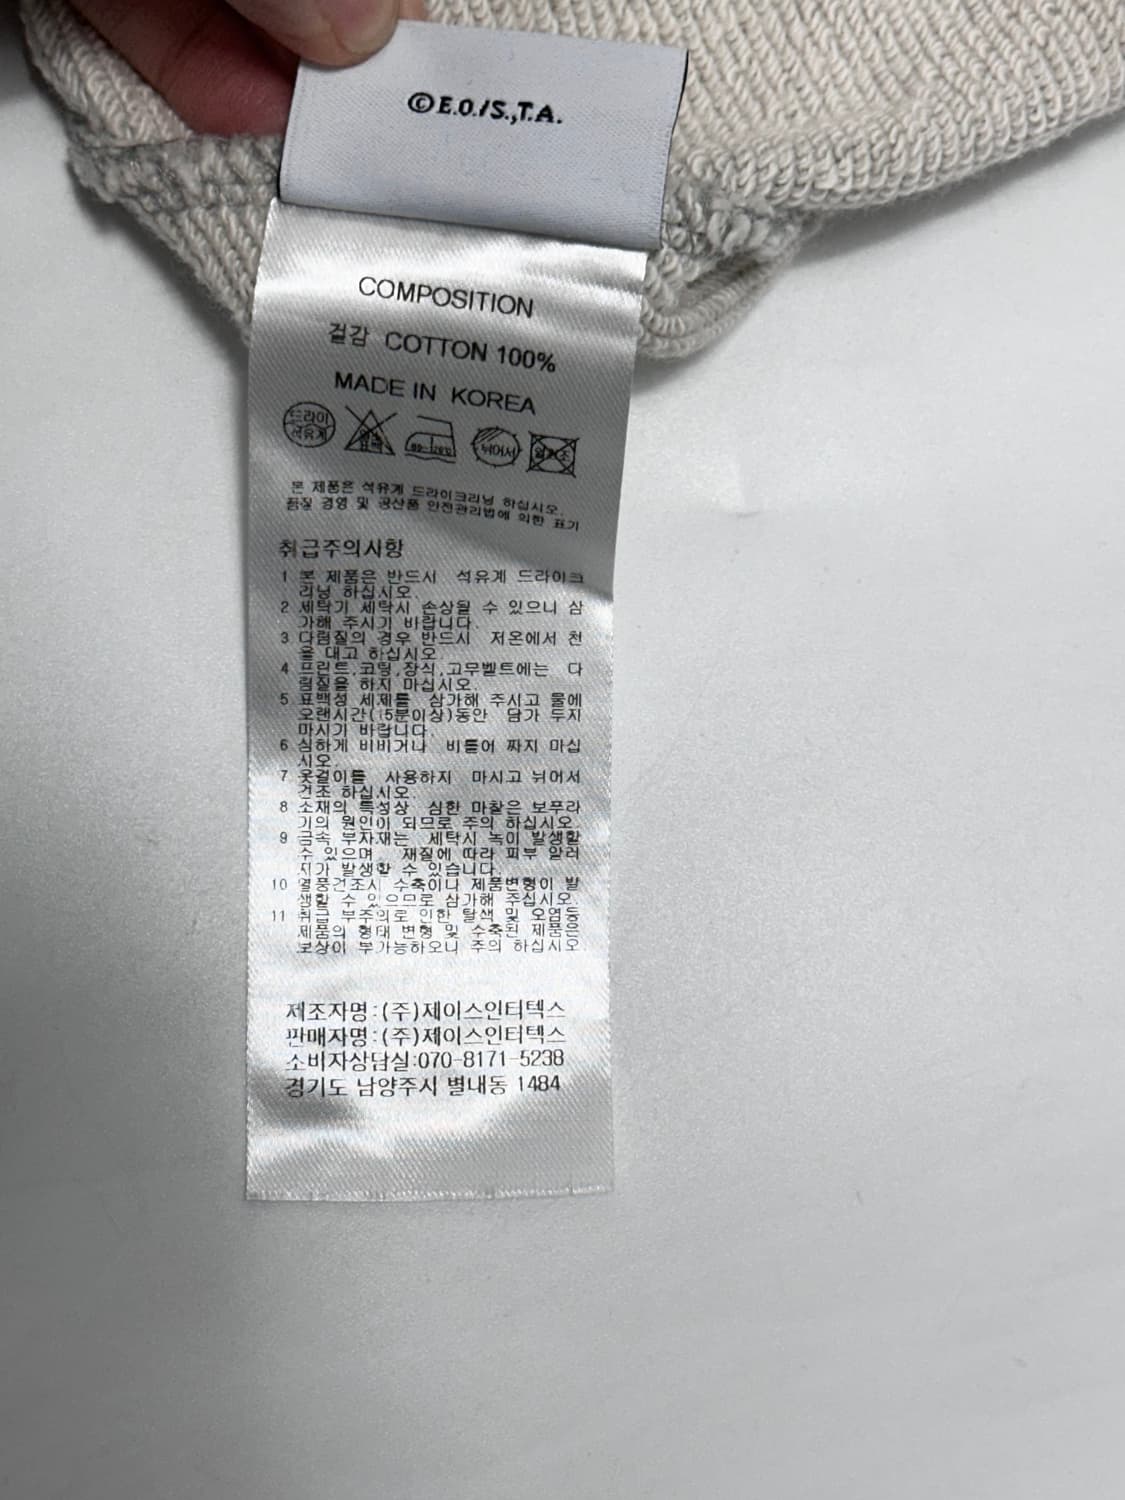 ©E.O./S.,T.A.
COMPOSITION
겉감 COTTON 100%
MADE IN KOREA
드라이
석유계
염소
표백
80~120℃
뉘어서
본 제품은 석유계 드라이크리닝 하십시오.
품질 경영 및 공산품 안전관리법에 의한 표기
취급주의사항
1 본 제품은 반드시 석유계 드라이크
리닝 하십시오.
2 세탁기 세탁시 손상될 수 있으니 삼
가해 주시기 바랍니다.
3 다림질의 경우 반드시 저온에서 천
을 대고 하십시오.
4 프린트,코팅,장식,고무벨트에는 다
림질을 하지 마십시오.
5 표백성 세제를 삼가해 주시고 물에
오랜시간(15분이상)동안 담가 두지
마시기 바랍니다.
6 심하게 비비거나 비틀어 짜지 마십
시오.
7 옷걸이를 사용하지 마시고 뉘어서
건조 하십시오.
8 소재의 특성상 심한 마찰은 보푸라
기의 원인이 되므로 주의 하십시오.
9 금속 부자재는 세탁시 녹이 발생할
수 있으며, 재질에 따라 피부 알러
지가 발생할 수 있습니다.
10 열풍건조시 수축이나 제품변형이 발
생할 수 있으므로 삼가해 주십시오.
11 취급 부주의로 인한 탈색 및 오염등
제품의 형태 변형 및 수축된 제품은
보상이 부가능하오니 주의 하십시오
제조자명:(주)제이스인터텍스
판매자명:(주)제이스인터텍스
소비자상담실:070-8171-5238
경기도 남양주시 별내동 1484